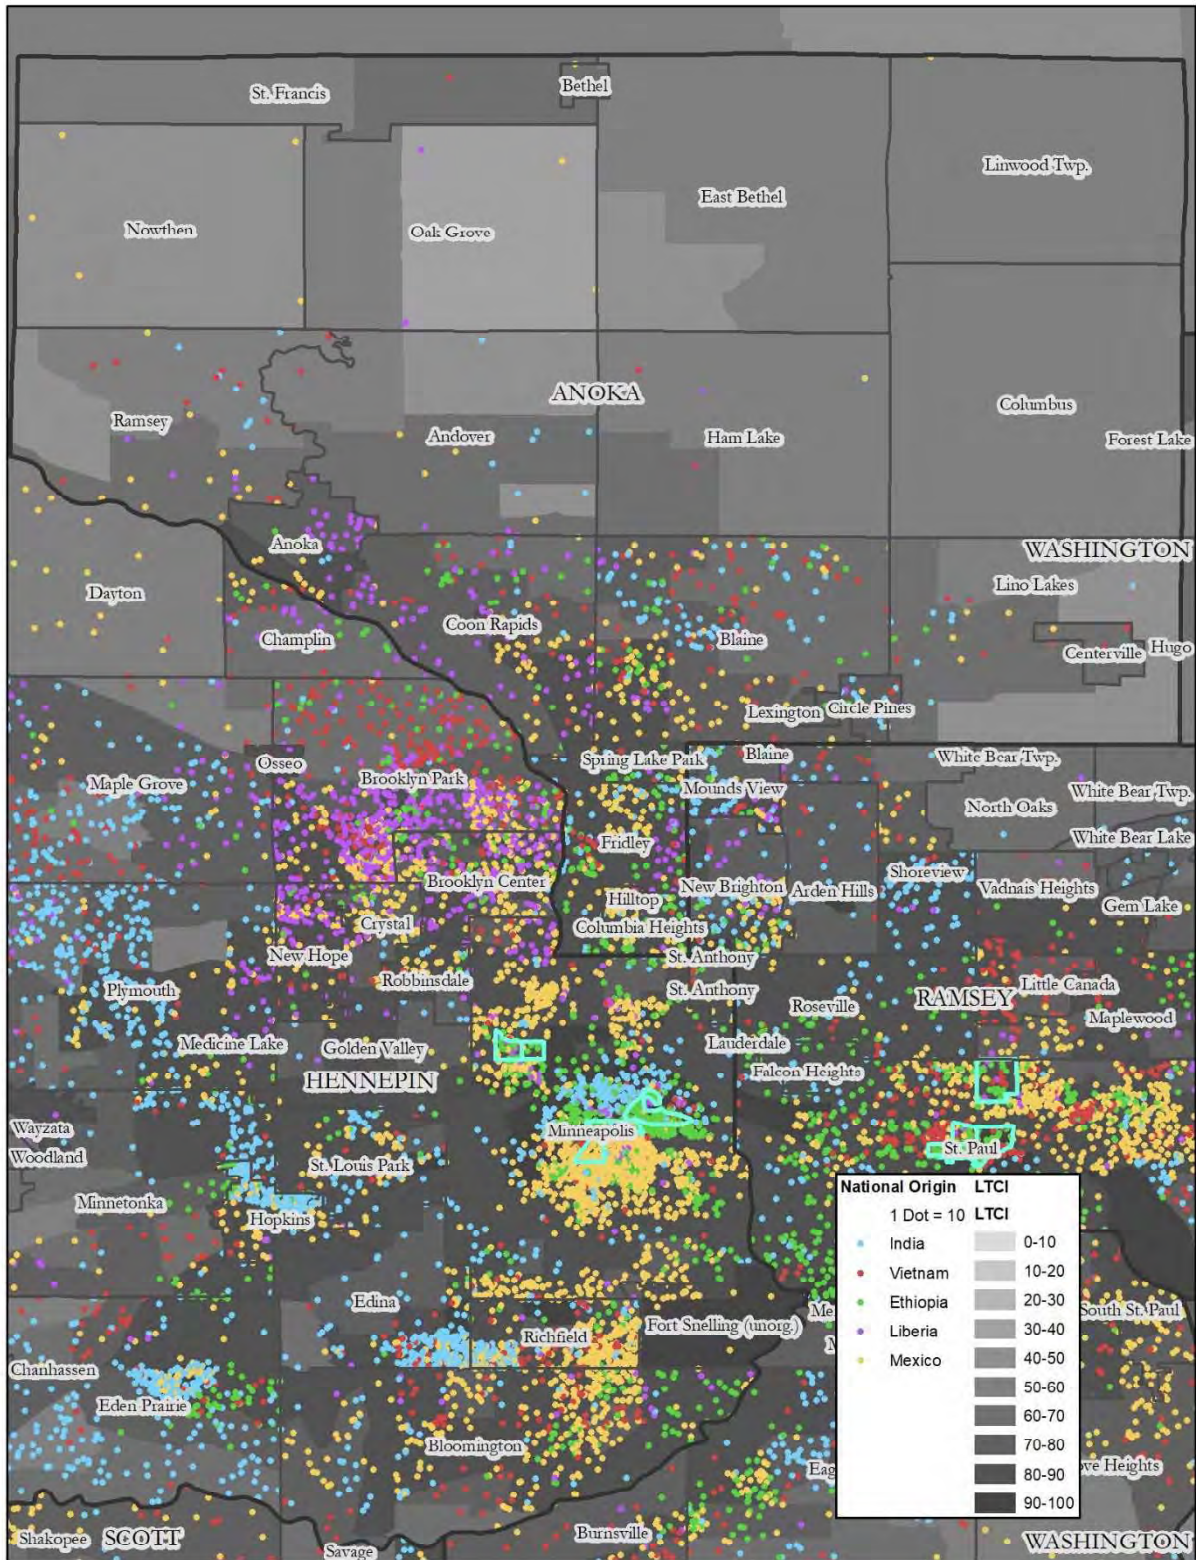 Bethel
St. Francis
Linwood Twp.
East Bethel
Nowthen
Oak Grove
ANOKA
Columbus
Ramsey
Andover
Ham Lake
Forest Lake
Anoka
WASHINGTON
Lino Lakes
Dayton
Coon Rapids
Champlin
Blaine
Hugo
Centerville
Lexington
Circle Pines
Spring Lake Park
Blaine
White Bear Twp.
Osseo
Brooklyn Park
Maple Grove
Mounds View
White Bear Twp.
North Oaks
White Bear Lake
Fridley
Shoreview
Brooklyn Center
New Brighton
Arden Hills
Vadnais Heights
Hilltop
Gem Lake
Crystal
Columbia Heights
New Hope
St. Anthony
Robbinsdale
Plymouth
St. Anthony
Little Canada
Roseville
RAMSEY
Maplewood
Medicine Lake
Golden Valley
Lauderdale
Falcon Heights
HENNEPIN
Wayzata
Minneapolis
Woodland
St. Louis Park
St. Paul
Minnetonka
Hopkins
Edina
Richfield
Fort Snelling (unorg.)
Me
South St. Paul
M
Chanhassen
Eden Prairie
Bloomington
Eag
ove Heights
Shakopee
SCOTT
Burnsville
Savage
WASHINGTON
National Origin
1 Dot = 10
India
Vietnam
Ethiopia
Liberia
Mexico
LTCI
LTCI
0-10
10-20
20-30
30-40
40-50
50-60
60-70
70-80
80-90
90-100